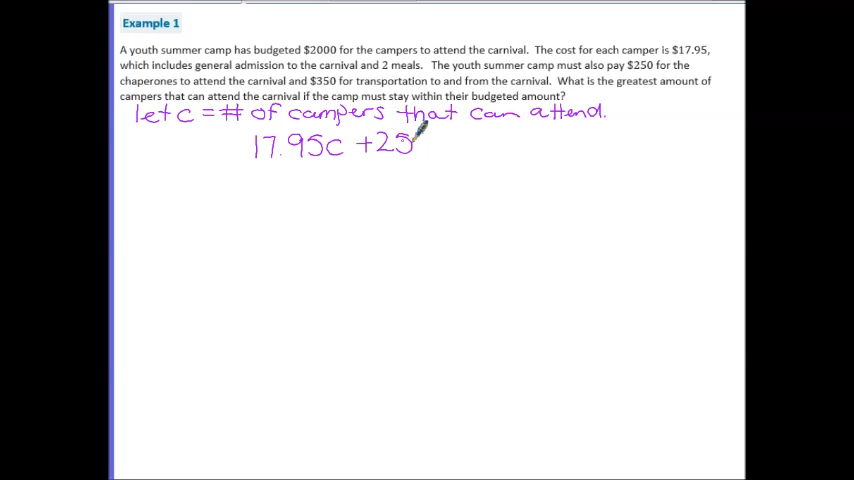 Example 1
A youth summer camp has budgeted $2000 for the campers to attend the carnival. The cost for each camper is $17.95,
which includes general admission to the carnival and 2 meals. The youth summer camp must also pay $250 for the
chaperones to attend the carnival and $350 for transportation to and from the carnival. What is the greatest amount of
campers that can attend the carnival if the camp must stay within their budgeted amount?
let c = # of campers that can attend.
17.95c +25